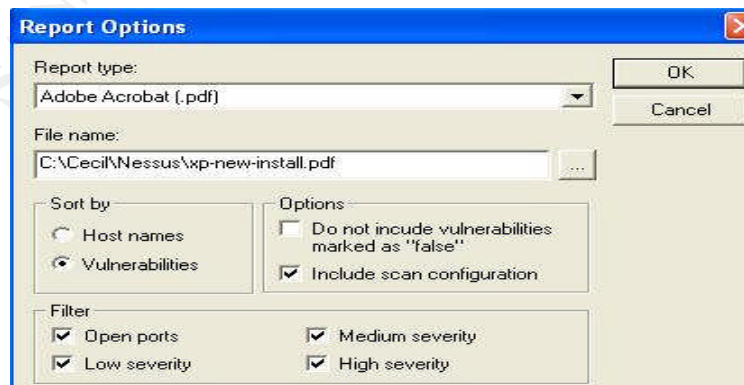 Report Options
Report type:
OK
Adobe Acrobat (.pdf)
Cancel
File name:
C:\Cecil\Nessus\xp-new-install.pdf
...
Sort by
Options
Host names
Do not incude vulnerabilities
marked as "false"
Vulnerabilities
Include scan configuration
Filter
Open ports
Medium severity
Low severity
High severity